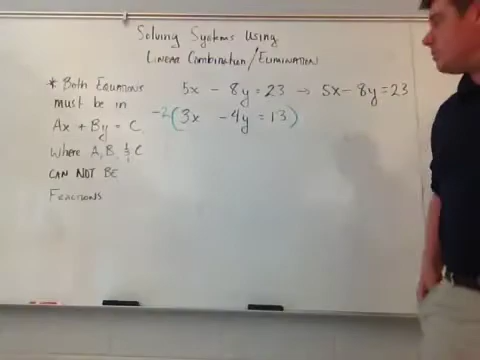 Solving Systems Using
Linear Combination/Elimination
* Both Equations
must be in
Ax + By = C
where A, B, & C
CAN NOT BE
Fractions
5x - 8y = 23 → 5x - 8y = 23
-2(3x - 4y = 13)